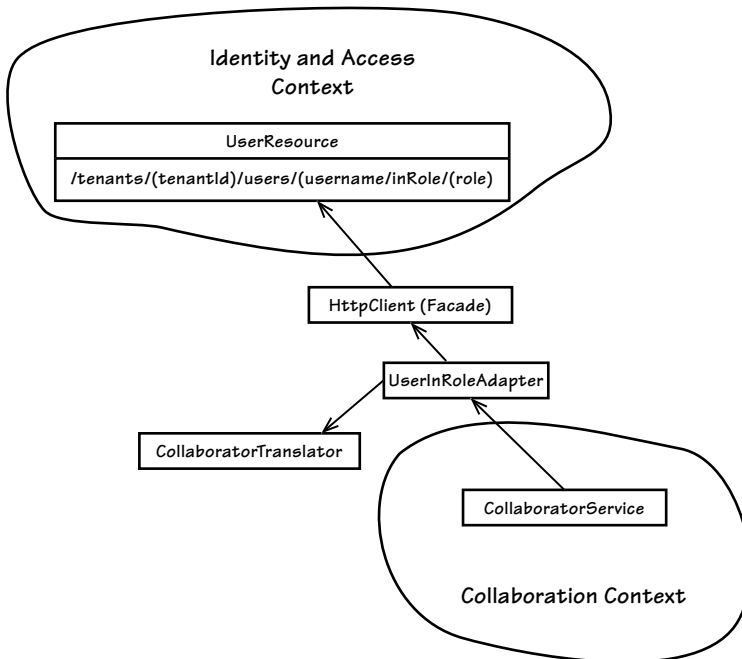 Identity and Access
Context
UserResource
/tenants/(tenantId)/users/(username/inRole/(role)
HttpClient (Facade)
UserInRoleAdapter
CollaboratorTranslator
CollaboratorService
Collaboration Context